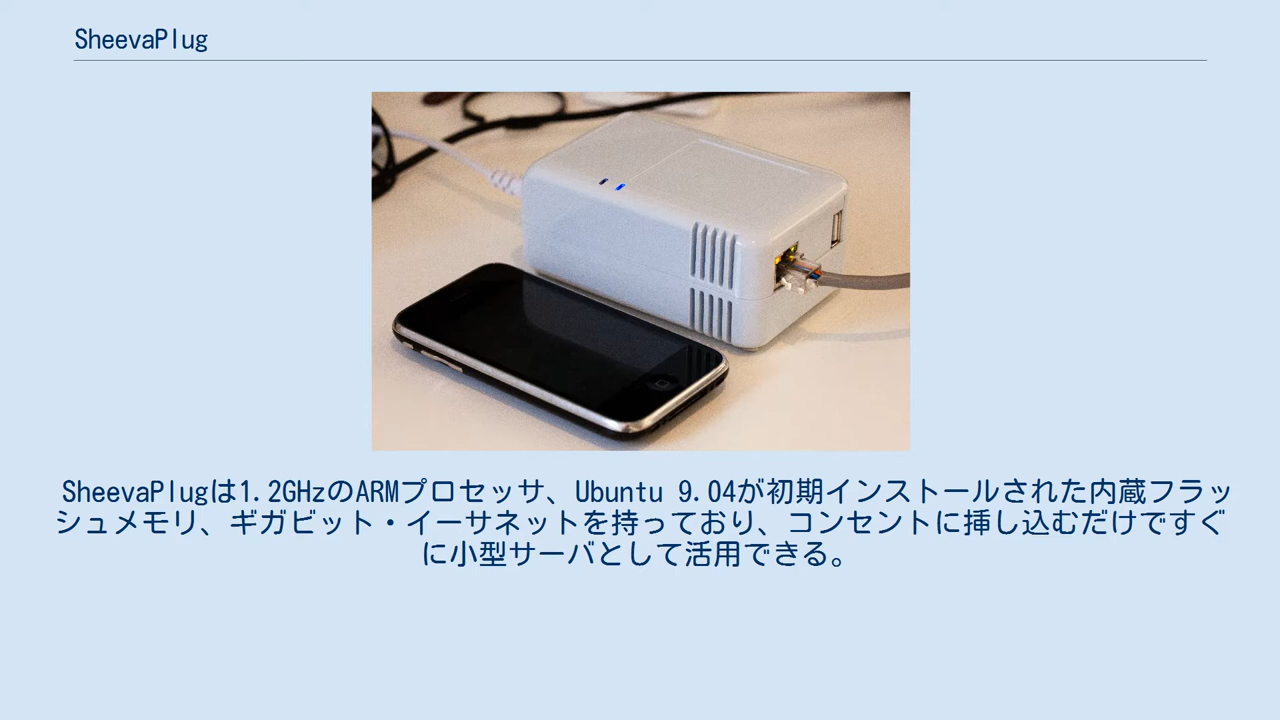 SheevaPlug
SheevaPlugは1.2GHzのARMプロセッサ、Ubuntu 9.04が初期インストールされた内蔵フラッ
シュメモリ、ギガビット・イーサネットを持っており、コンセントに挿し込むだけですぐ
に小型サーバとして活用できる。